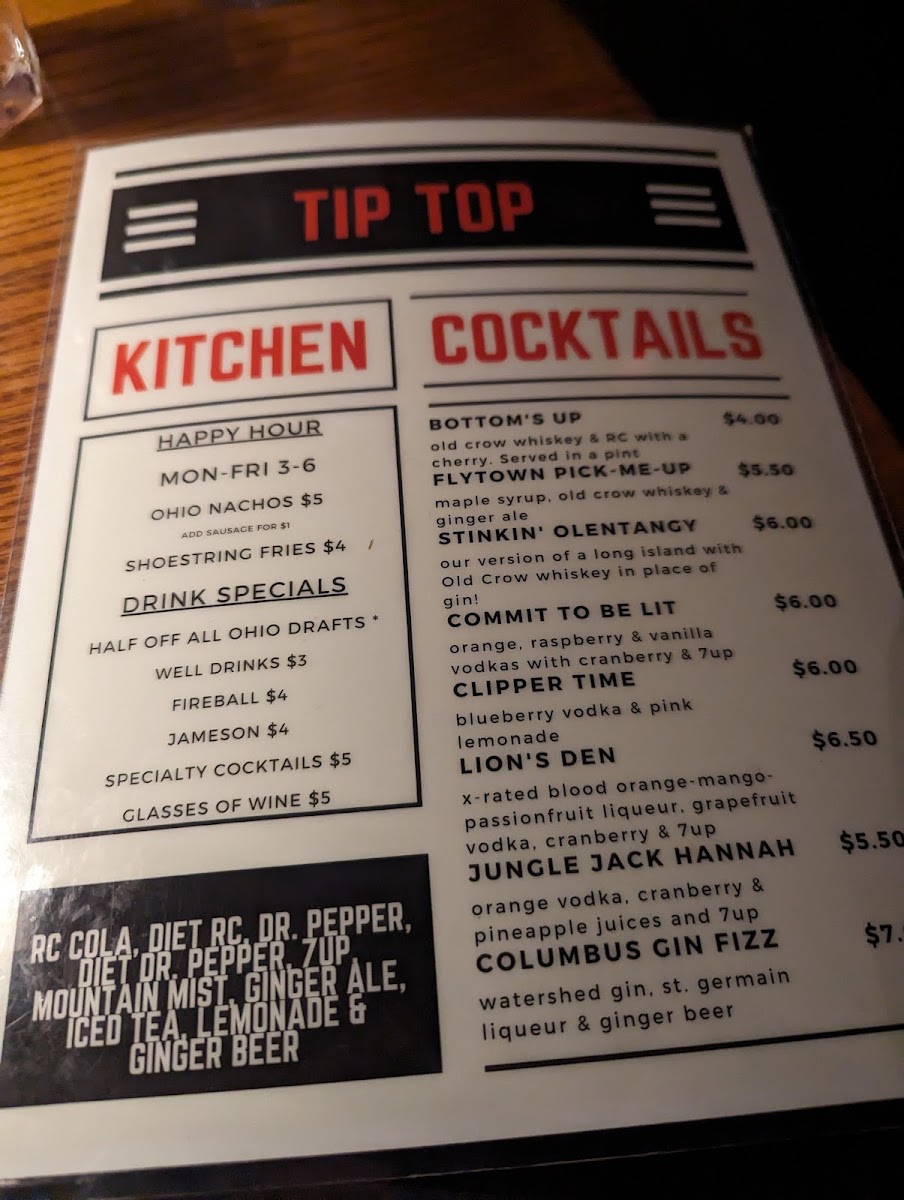 TIP TOP
KITCHEN
HAPPY HOUR
MON-FRI 3-6
OHIO NACHOS $5
ADD SAUSAGE FOR $1
SHOESTRING FRIES $4
DRINK SPECIALS
HALF OFF ALL OHIO DRAFTS *
WELL DRINKS $3
FIREBALL $4
JAMESON $4
SPECIALTY COCKTAILS $5
GLASSES OF WINE $5
RC COLA, DIET RC, DR. PEPPER,
DIET DR. PEPPER, 7UP,
MOUNTAIN MIST, GINGER ALE,
ICED TEA, LEMONADE &
GINGER BEER
COCKTAILS
BOTTOM'S UP $4.00
old crow whiskey & RC with a
cherry. Served in a pint
FLYTOWN PICK-ME-UP $5.50
maple syrup, old crow whiskey &
ginger ale
STINKIN' OLENTANGY $6.00
our version of a long island with
Old Crow whiskey in place of
gin!
COMMIT TO BE LIT $6.00
orange, raspberry & vanilla
vodkas with cranberry & 7up
CLIPPER TIME $6.00
blueberry vodka & pink
lemonade
LION'S DEN $6.50
x-rated blood orange-mango-
passionfruit liqueur, grapefruit
vodka, cranberry & 7up
JUNGLE JACK HANNAH $5.50
orange vodka, cranberry &
pineapple juices and 7up
COLUMBUS GIN FIZZ $7.
watershed gin, st. germain
liqueur & ginger beer